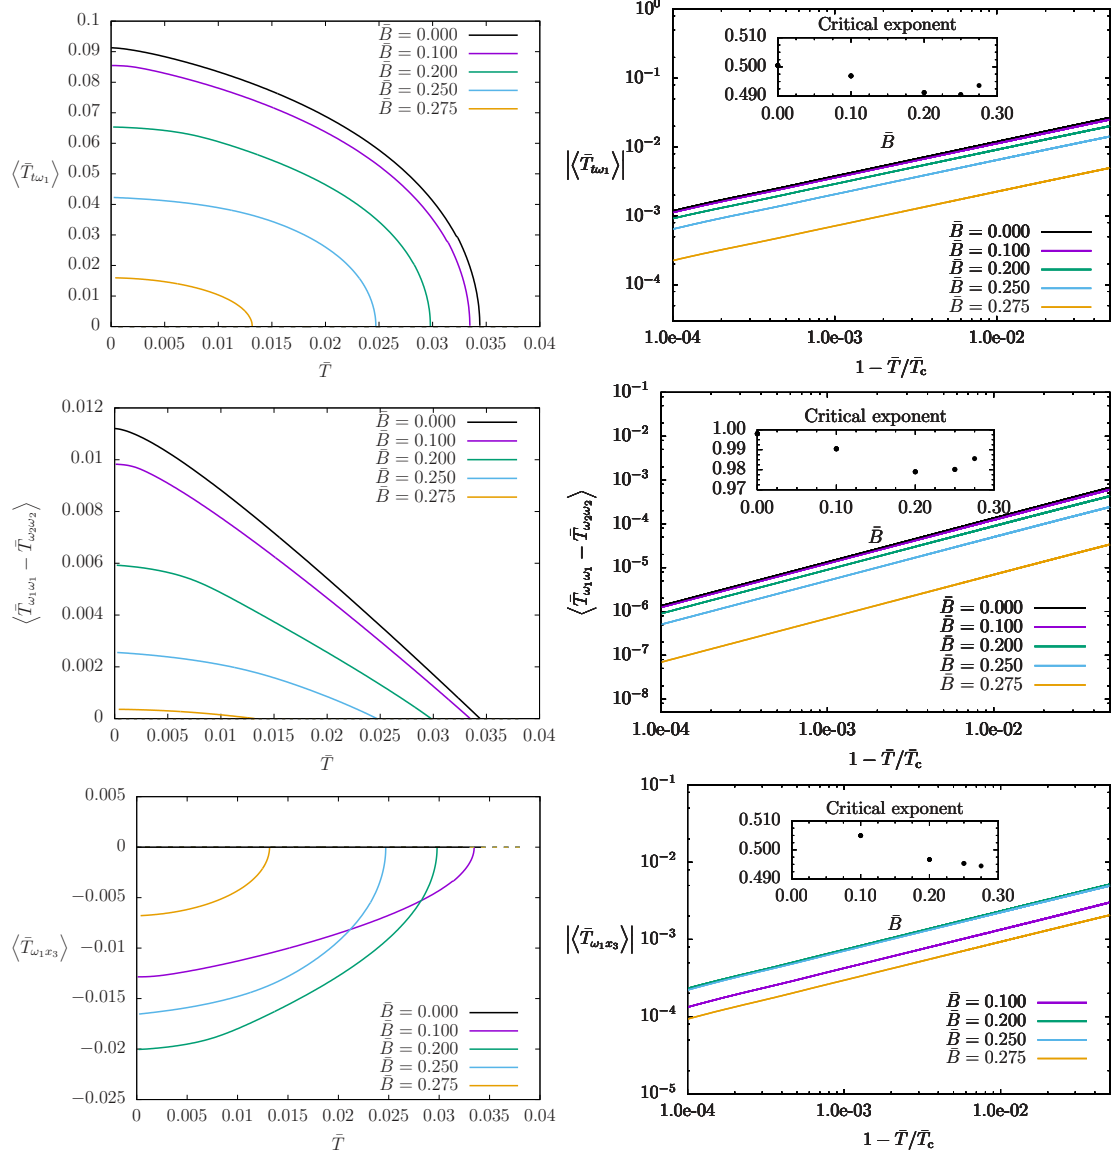 0.1
0.09
0.08
0.07
0.06
0.05
0.04
0.03
0.02
0.01
0
⟨T̄_{tω₁}⟩
B̄ = 0.000
B̄ = 0.100
B̄ = 0.200
B̄ = 0.250
B̄ = 0.275
0 0.005 0.01 0.015 0.02 0.025 0.03 0.035 0.04
T̄
10⁰
10⁻¹
10⁻²
10⁻³
10⁻⁴
|⟨T̄_{tω₁}⟩|
Critical exponent
0.510
0.500
0.490
0.00 0.10 0.20 0.30
B̄
B̄ = 0.000
B̄ = 0.100
B̄ = 0.200
B̄ = 0.250
B̄ = 0.275
1.0e-04 1.0e-03 1.0e-02
1 − T̄/T̄_c
0.012
0.01
0.008
0.006
0.004
0.002
0
⟨T̄_{ω₁ω₁} − T̄_{ω₂ω₂}⟩
B̄ = 0.000
B̄ = 0.100
B̄ = 0.200
B̄ = 0.250
B̄ = 0.275
0 0.005 0.01 0.015 0.02 0.025 0.03 0.035 0.04
T̄
10⁻¹
10⁻²
10⁻³
10⁻⁴
10⁻⁵
10⁻⁶
10⁻⁷
10⁻⁸
⟨T̄_{ω₁ω₁} − T̄_{ω₂ω₂}⟩
Critical exponent
1.00
0.99
0.98
0.97
0.00 0.10 0.20 0.30
B̄
B̄ = 0.000
B̄ = 0.100
B̄ = 0.200
B̄ = 0.250
B̄ = 0.275
1.0e-04 1.0e-03 1.0e-02
1 − T̄/T̄_c
0.005
0
−0.005
−0.01
−0.015
−0.02
−0.025
⟨T̄_{ω₁x₃}⟩
B̄ = 0.000
B̄ = 0.100
B̄ = 0.200
B̄ = 0.250
B̄ = 0.275
0 0.005 0.01 0.015 0.02 0.025 0.03 0.035 0.04
T̄
10⁻¹
10⁻²
10⁻³
10⁻⁴
10⁻⁵
|⟨T̄_{ω₁x₃}⟩|
Critical exponent
0.510
0.500
0.490
0.00 0.10 0.20 0.30
B̄
B̄ = 0.100
B̄ = 0.200
B̄ = 0.250
B̄ = 0.275
1.0e-04 1.0e-03 1.0e-02
1 − T̄/T̄_c